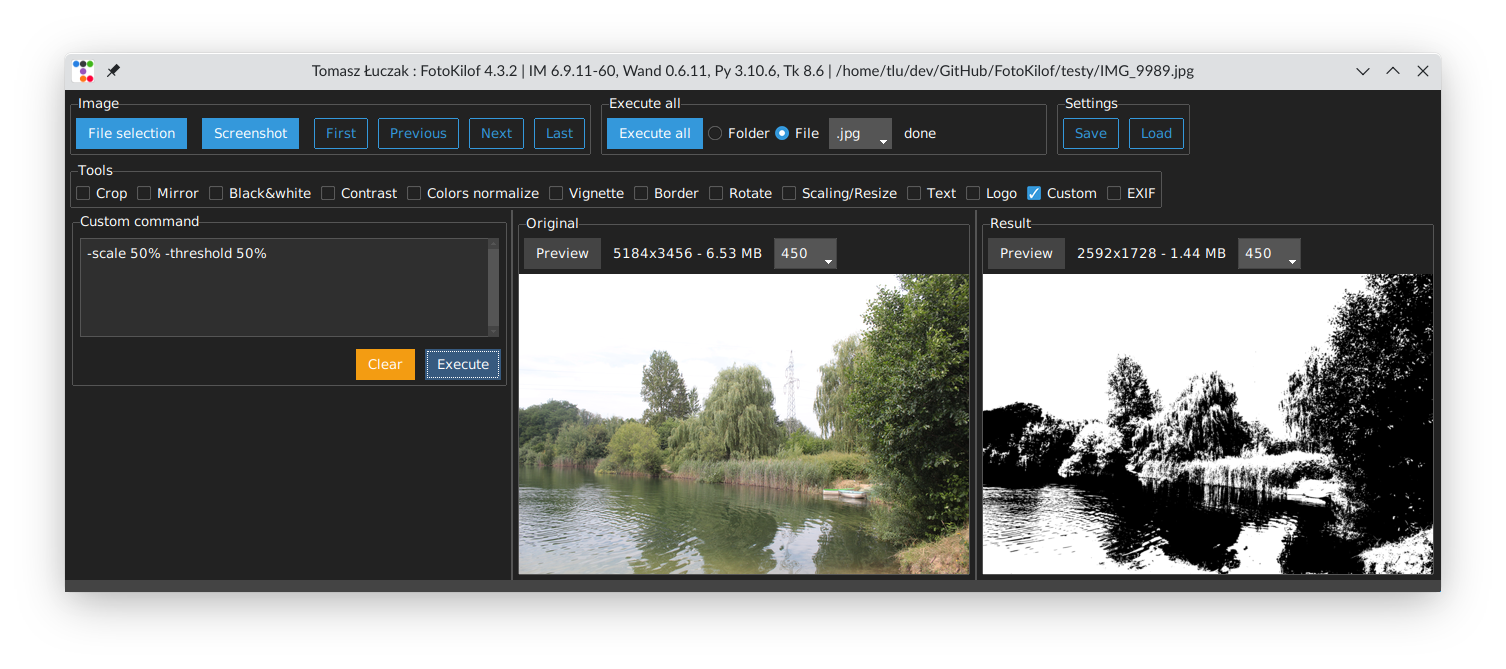 Tomasz Łuczak : FotoKilof 4.3.2 | IM 6.9.11-60, Wand 0.6.11, Py 3.10.6, Tk 8.6 | /home/tlu/dev/GitHub/FotoKilof/testy/IMG_9989.jpg
Image
File selection Screenshot First Previous Next Last
Execute all
Execute all Folder File .jpg done
Settings
Save Load
Tools
Crop Mirror Black&white Contrast Colors normalize Vignette Border Rotate Scaling/Resize Text Logo Custom EXIF
Custom command
-scale 50% -threshold 50%
Clear Execute
Original
Preview 5184x3456 - 6.53 MB 450
Result
Preview 2592x1728 - 1.44 MB 450